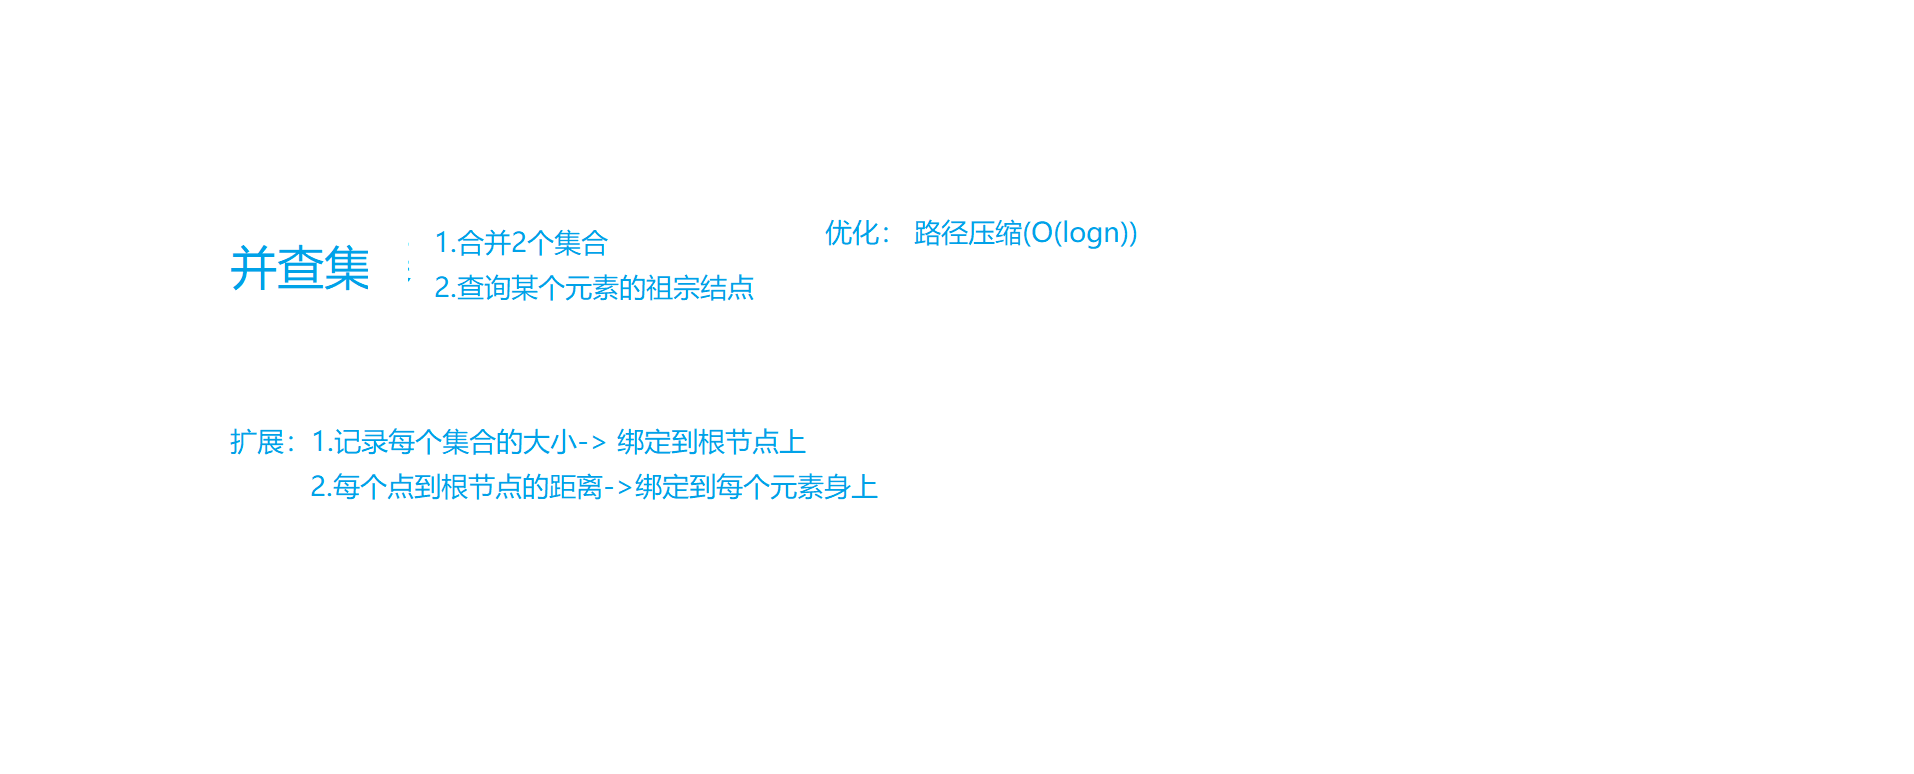 并查集
1.合并2个集合
2.查询某个元素的祖宗结点
优化： 路径压缩(O(logn))
扩展：1.记录每个集合的大小-> 绑定到根节点上
2.每个点到根节点的距离->绑定到每个元素身上